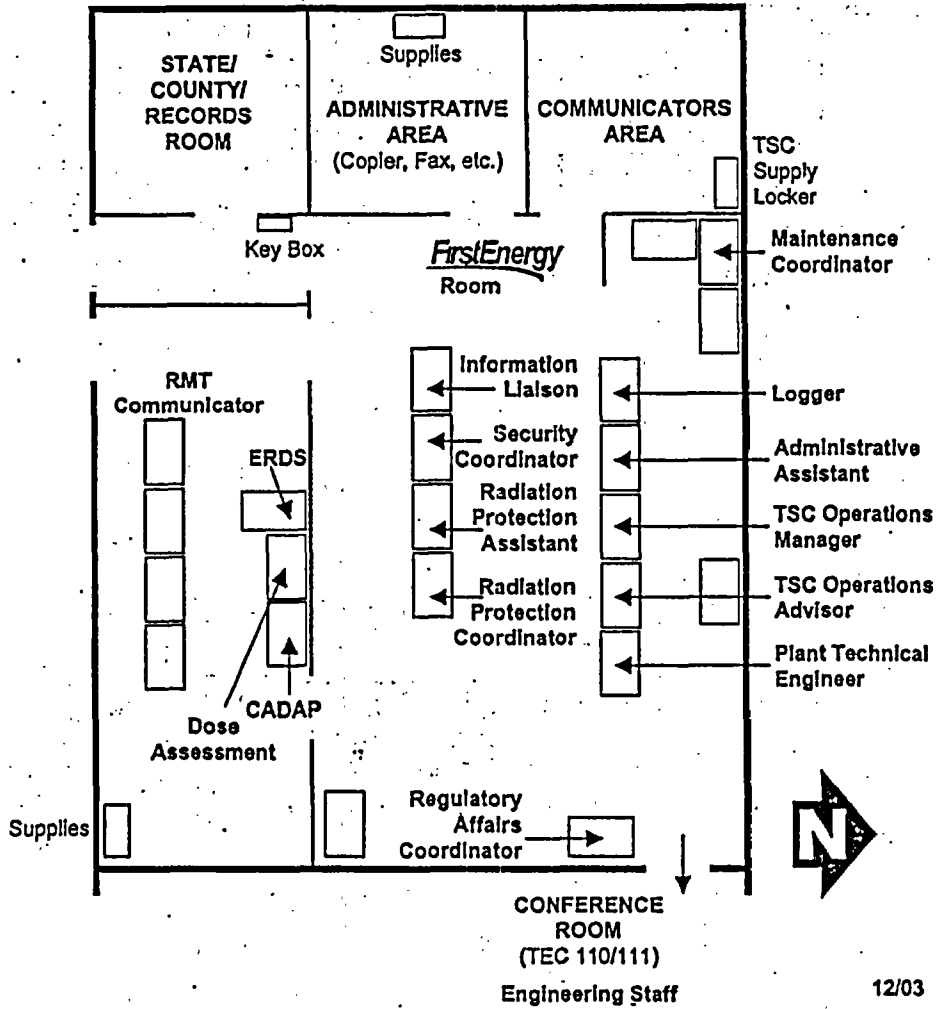 Supplies
STATE/
COUNTY/
RECORDS
ROOM
ADMINISTRATIVE
AREA
(Copier, Fax, etc.)
COMMUNICATORS
AREA
TSC
Supply
Locker
Key Box
FirstEnergy
Room
Maintenance
Coordinator
RMT
Communicator
ERDS
Information
Liaison
Security
Coordinator
Radiation
Protection
Assistant
Radiation
Protection
Coordinator
Logger
Administrative
Assistant
TSC Operations
Manager
TSC Operations
Advisor
Plant Technical
Engineer
CADAP
Dose
Assessment
Supplies
Regulatory
Affairs
Coordinator
N
CONFERENCE
ROOM
(TEC 110/111)
Engineering Staff
12/03